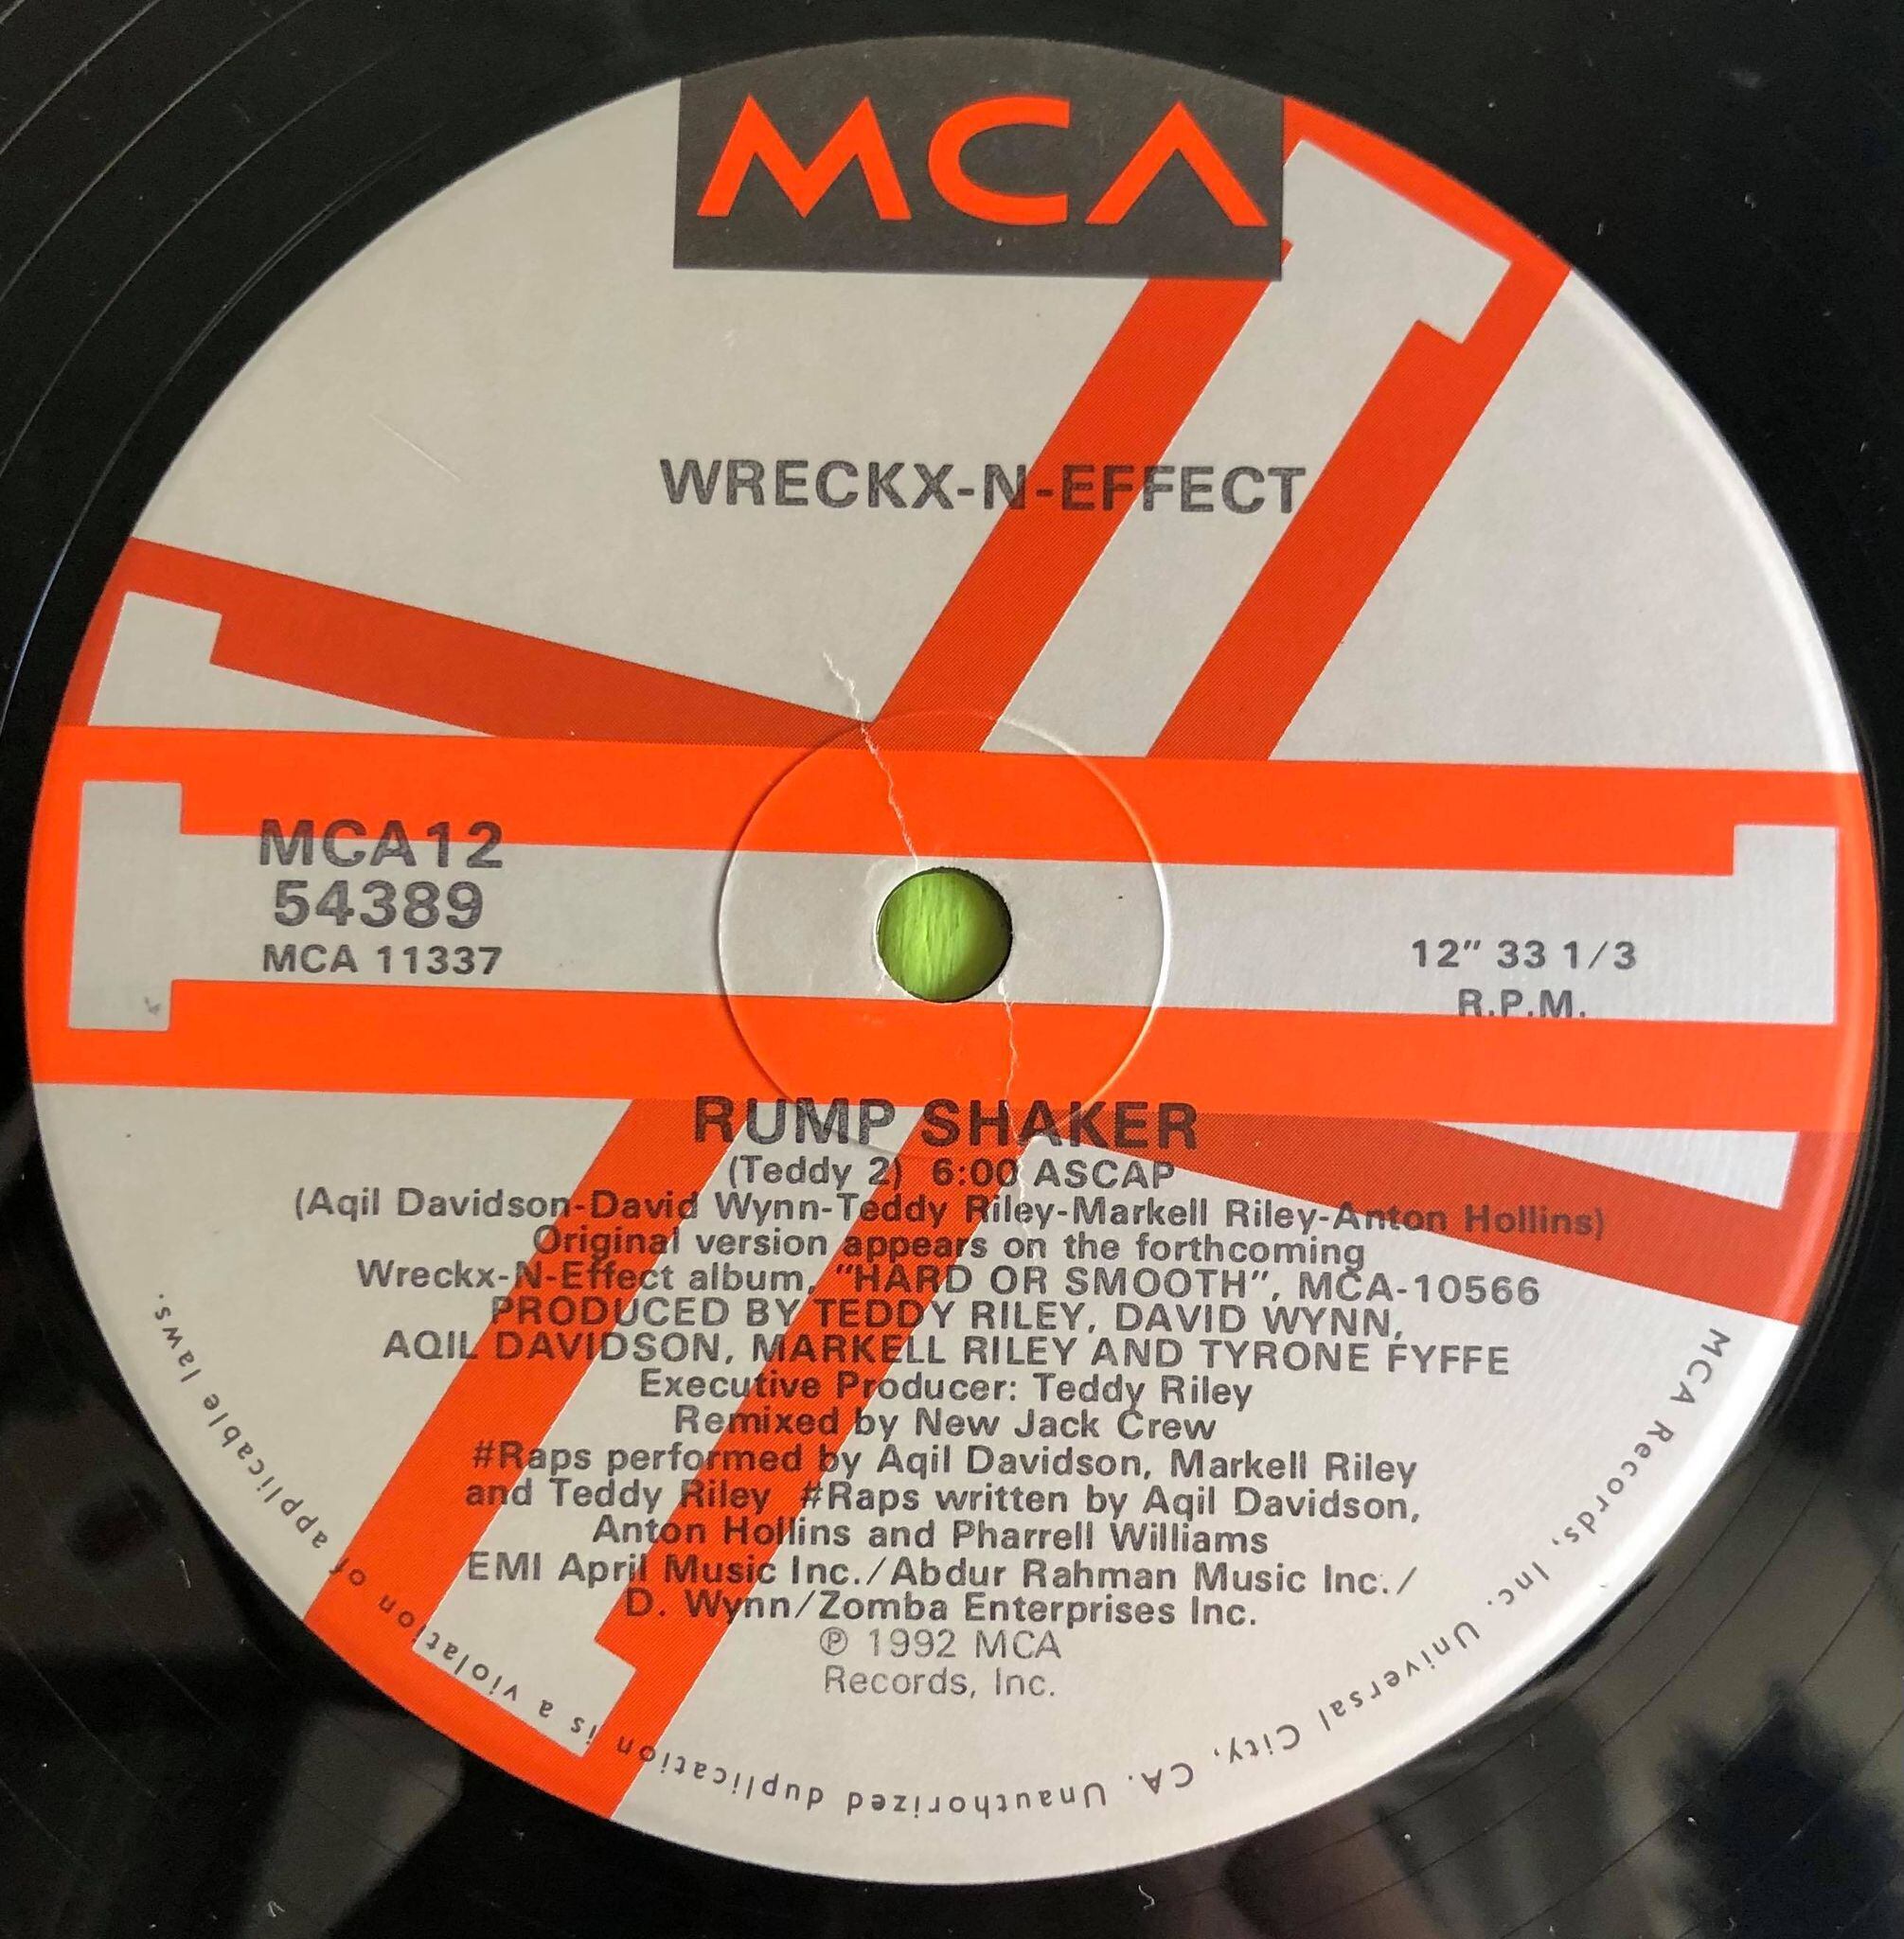 MCA
WRECKX-N-EFFECT
MCA12
54389
MCA 11337
12" 33 1/3
R.P.M.
RUMP SHAKER
(Teddy 2) 6:00 ASCAP
(Aqil Davidson-David Wynn-Teddy Riley-Markell Riley-Anton Hollins)
Original version appears on the forthcoming
Wreckx-N-Effect album, "HARD OR SMOOTH", MCA-10566
PRODUCED BY TEDDY RILEY, DAVID WYNN,
AQIL DAVIDSON, MARKELL RILEY AND TYRONE FYFFE
Executive Producer: Teddy Riley
Remixed by New Jack Crew
#Raps performed by Aqil Davidson, Markell Riley
and Teddy Riley #Raps written by Aqil Davidson,
Anton Hollins and Pharrell Williams
EMI April Music Inc./Abdur Rahman Music Inc./
D. Wynn/Zomba Enterprises Inc.
℗ 1992 MCA
Records, Inc.
MCA Records, Inc. Universal City, CA. Unauthorized duplication is a violation of applicable laws.